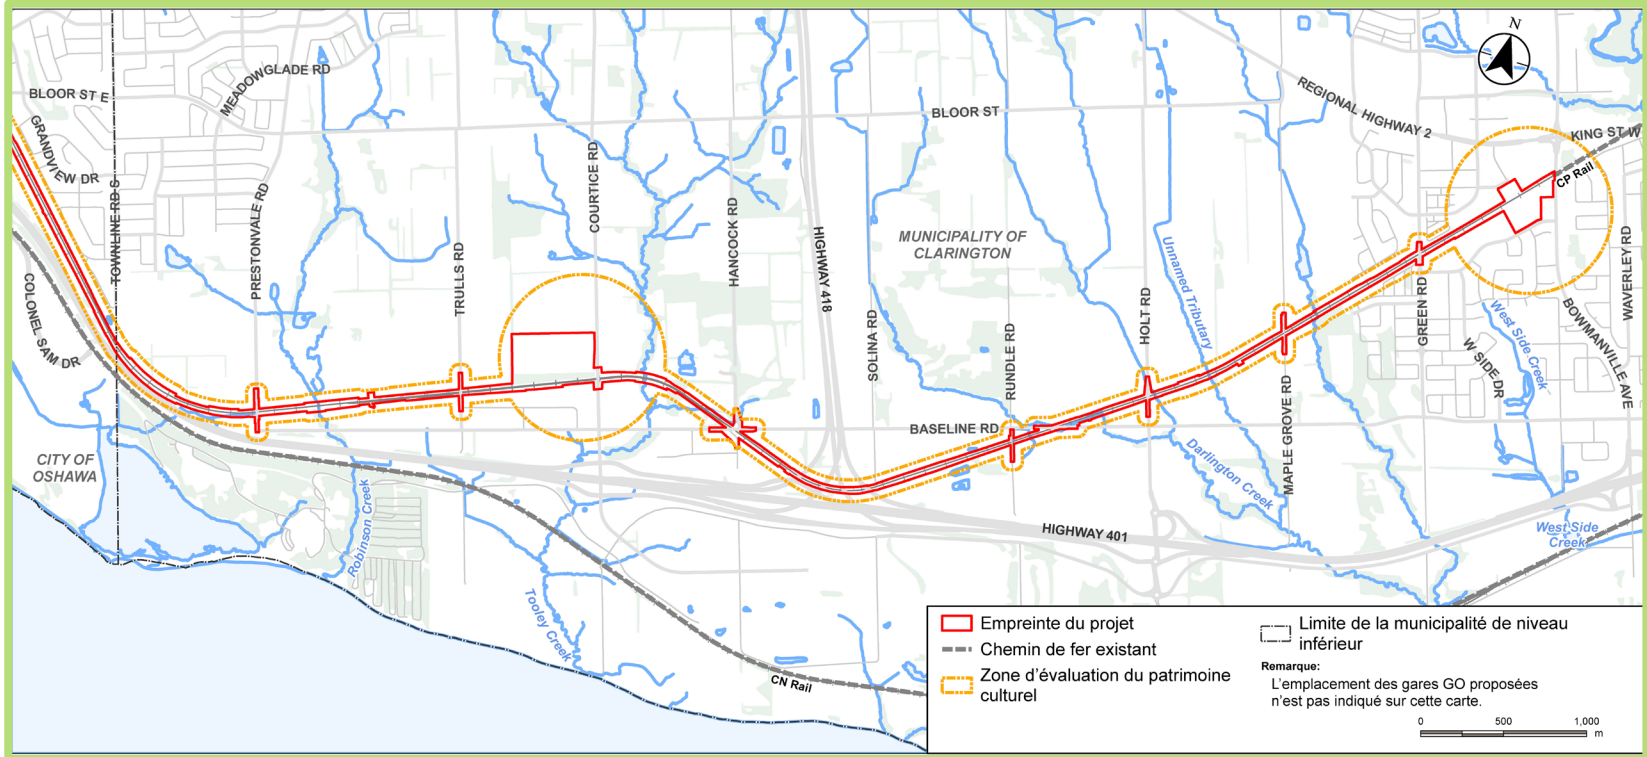 N
BLOOR ST E
MEADOWGLADE RD
GRANDVIEW DR
TOWNLINE RD S
PRESTONVALE RD
TRULLS RD
COURTICE RD
HANCOCK RD
HIGHWAY 418
SOLINA RD
BLOOR ST
MUNICIPALITY OF
CLARINGTON
RUNDLE RD
HOLT RD
Unnamed Tributary
MAPLE GROVE RD
REGIONAL HIGHWAY 2
KING ST W
CP Rail
GREEN RD
WAVERLEY RD
BOWMANVILLE AVE
West Side Creek
W SIDE DR
COLONEL SAM DR
CITY OF
OSHAWA
BASELINE RD
Darlington Creek
HIGHWAY 401
West Side
Creek
Robinson Creek
Tooley Creek
CN Rail
Empreinte du projet
Chemin de fer existant
Zone d'évaluation du patrimoine
culturel
Limite de la municipalité de niveau
inférieur
Remarque:
L'emplacement des gares GO proposées
n'est pas indiqué sur cette carte.
0 500 1,000
m